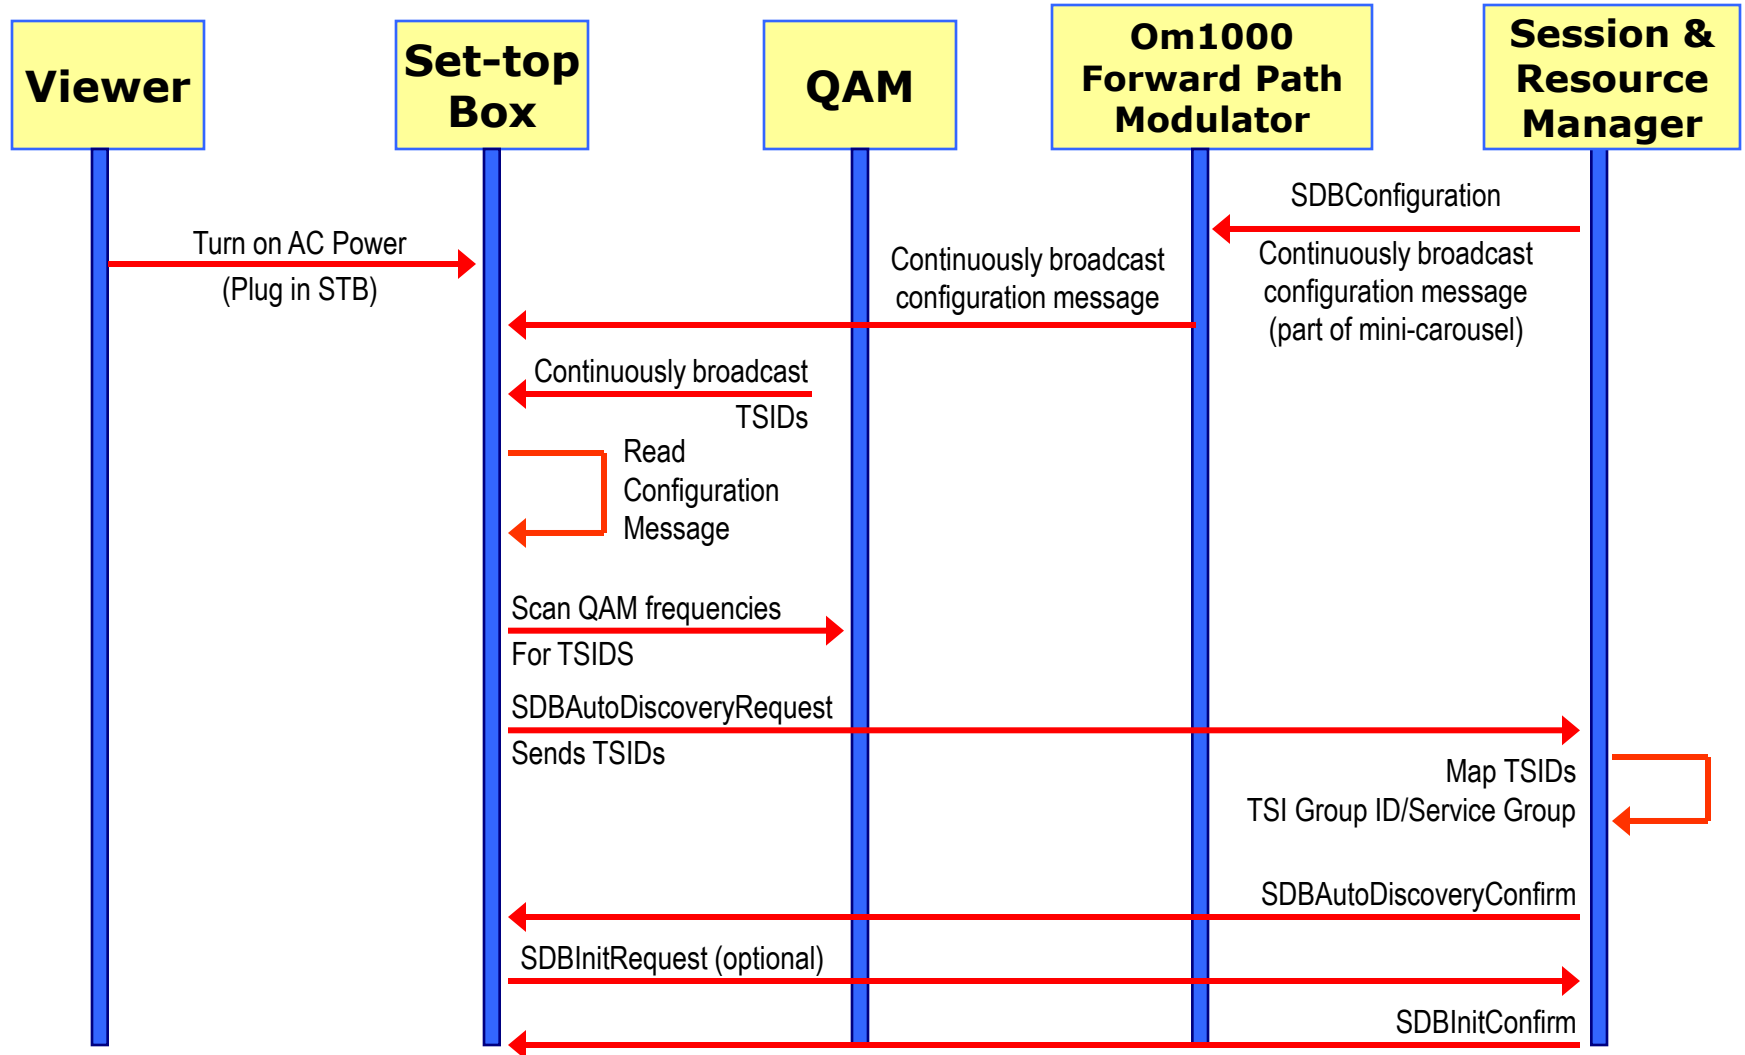 Viewer
Set-top
Box
QAM
Om1000
Forward Path
Modulator
Session &
Resource
Manager
SDBConfiguration
Continuously broadcast
configuration message
(part of mini-carousel)
Turn on AC Power
(Plug in STB)
Continuously broadcast
configuration message
Continuously broadcast
TSIDs
Read
Configuration
Message
Scan QAM frequencies
For TSIDS
SDBAutoDiscoveryRequest
Sends TSIDs
Map TSIDs
TSI Group ID/Service Group
SDBAutoDiscoveryConfirm
SDBInitRequest (optional)
SDBInitConfirm